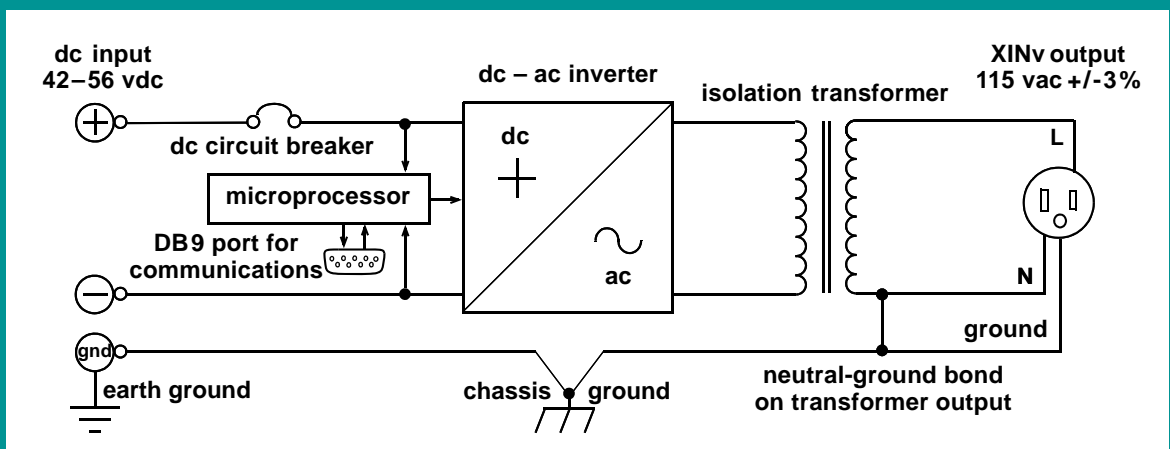 dc input
42–56 vdc
dc – ac inverter
XINv output
115 vac +/-3%
isolation transformer
+
dc circuit breaker
dc
+
L
microprocessor
DB9 port for
communications
ac
N
−
gnd
ground
earth ground
chassis ground
neutral-ground bond
on transformer output